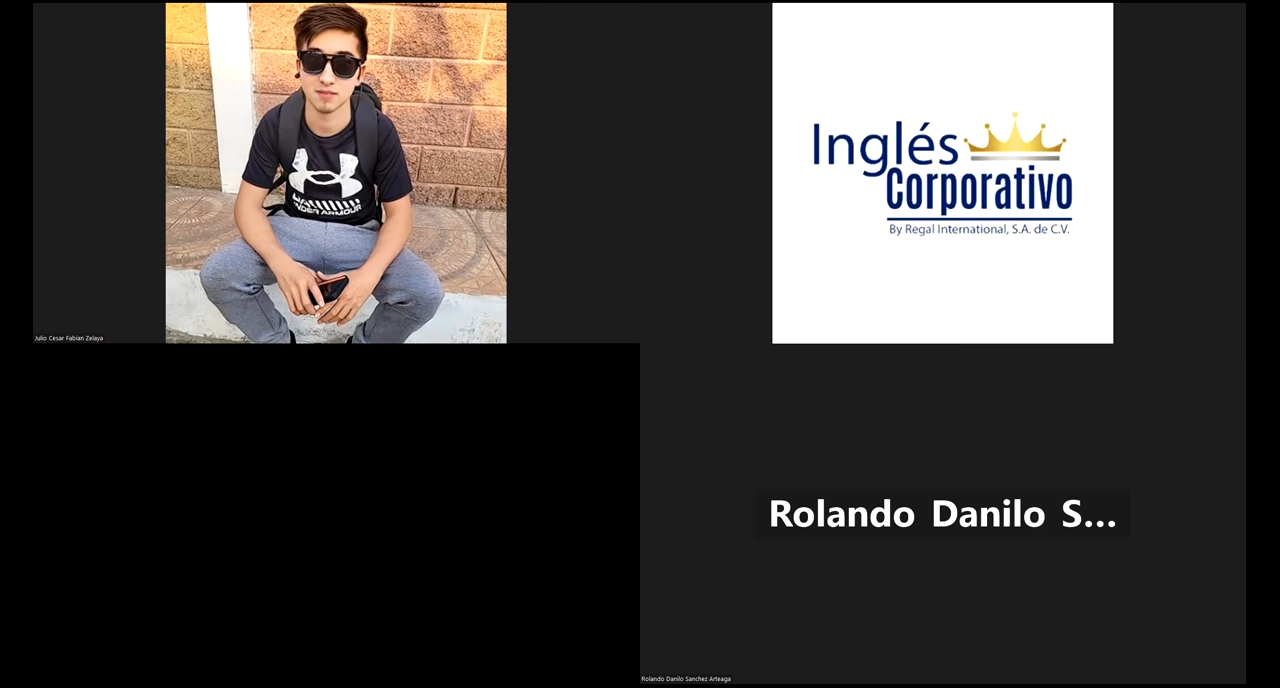 UNDER ARMOUR
Julio Cesar Fabian Zelaya
Inglés
Corporativo
By Regal International, S.A. de C.V.
Rolando Danilo S...
Rolando Danilo Sanchez Arteaga